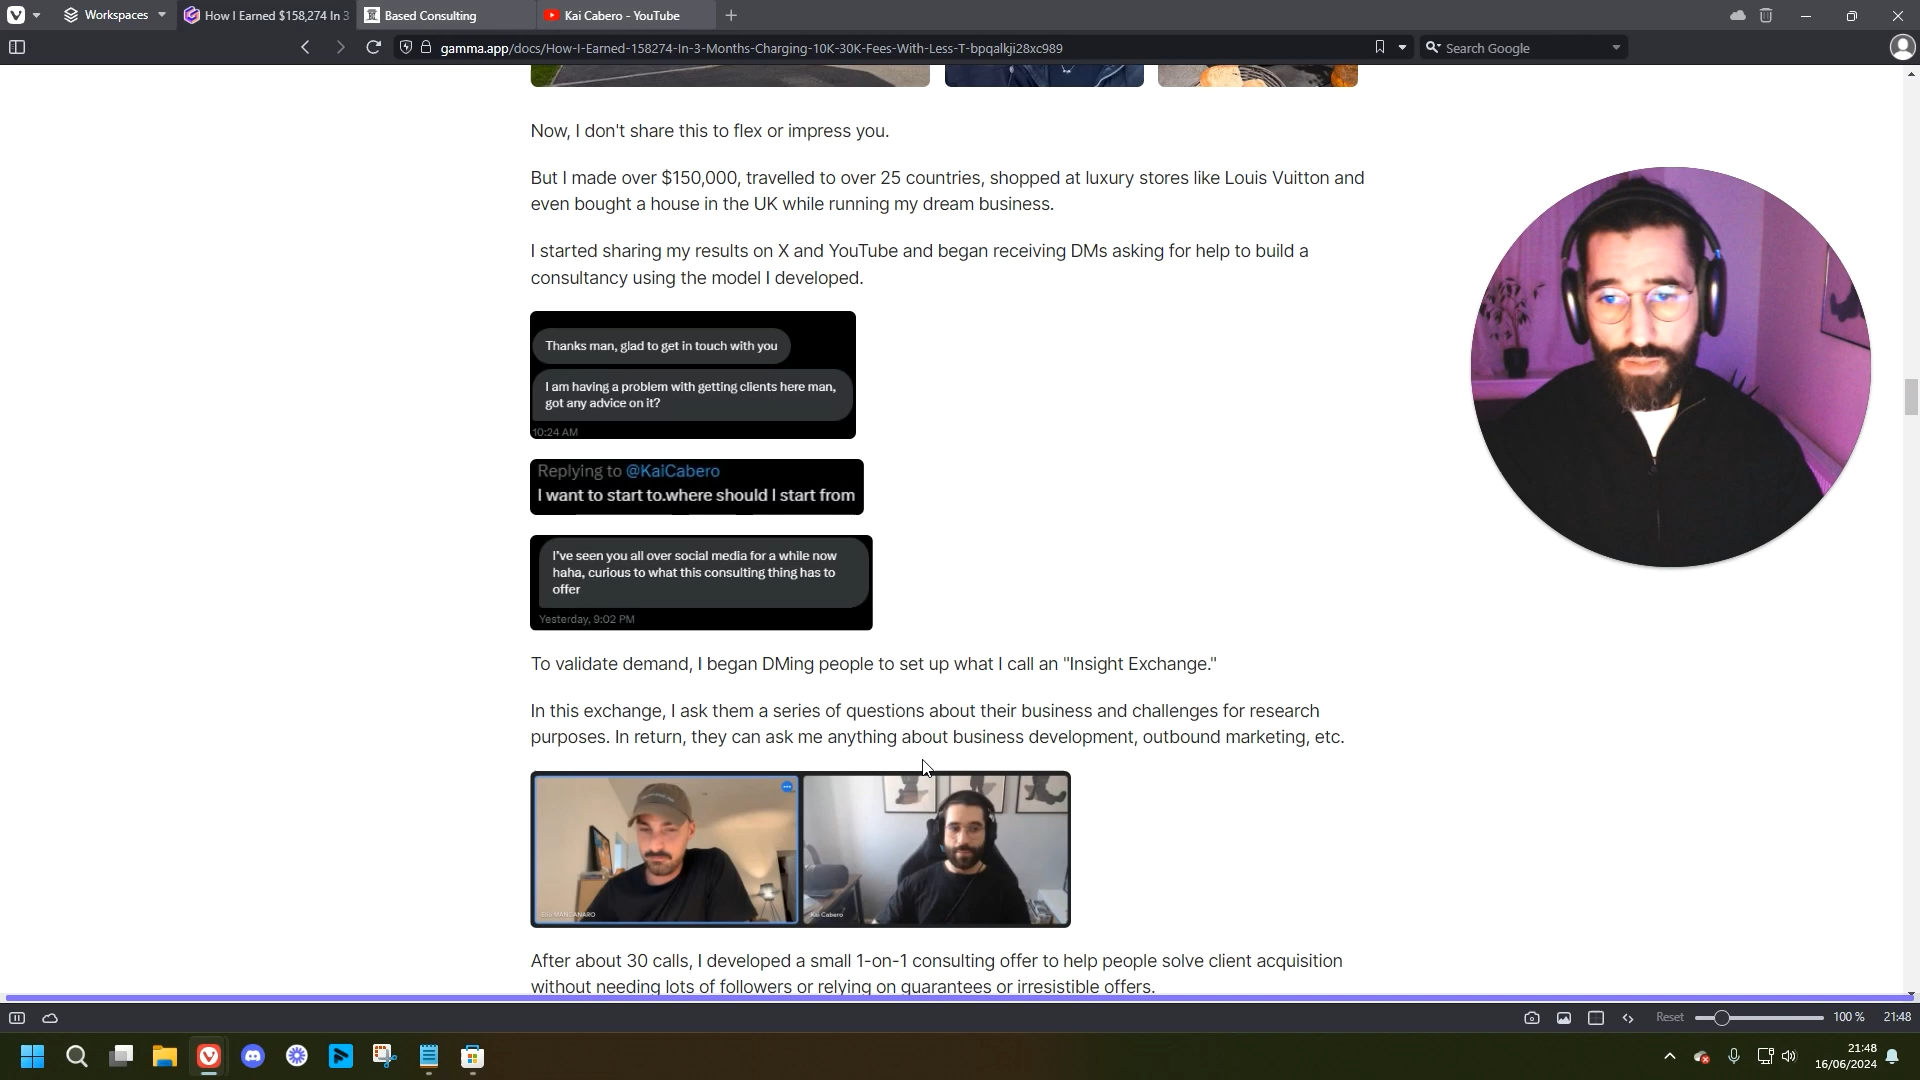 Workspaces
How I Earned $158,274 In 3
Based Consulting
Kai Cabero - YouTube
gamma.app/docs/How-I-Earned-158274-In-3-Months-Charging-10K-30K-Fees-With-Less-T-bpqalkji28xc989
Search Google
Now, I don't share this to flex or impress you.
But I made over $150,000, travelled to over 25 countries, shopped at luxury stores like Louis Vuitton and
even bought a house in the UK while running my dream business.
I started sharing my results on X and YouTube and began receiving DMs asking for help to build a
consultancy using the model I developed.
Thanks man, glad to get in touch with you
I am having a problem with getting clients here man,
got any advice on it?
10:24 AM
Replying to @KaiCabero
I want to start to.where should I start from
I've seen you all over social media for a while now
haha, curious to what this consulting thing has to
offer
Yesterday, 9:02 PM
To validate demand, I began DMing people to set up what I call an "Insight Exchange."
In this exchange, I ask them a series of questions about their business and challenges for research
purposes. In return, they can ask me anything about business development, outbound marketing, etc.
Kai Cabero
After about 30 calls, I developed a small 1-on-1 consulting offer to help people solve client acquisition
without needing lots of followers or relying on guarantees or irresistible offers.
Reset
100 %
21:48
21:48
16/06/2024